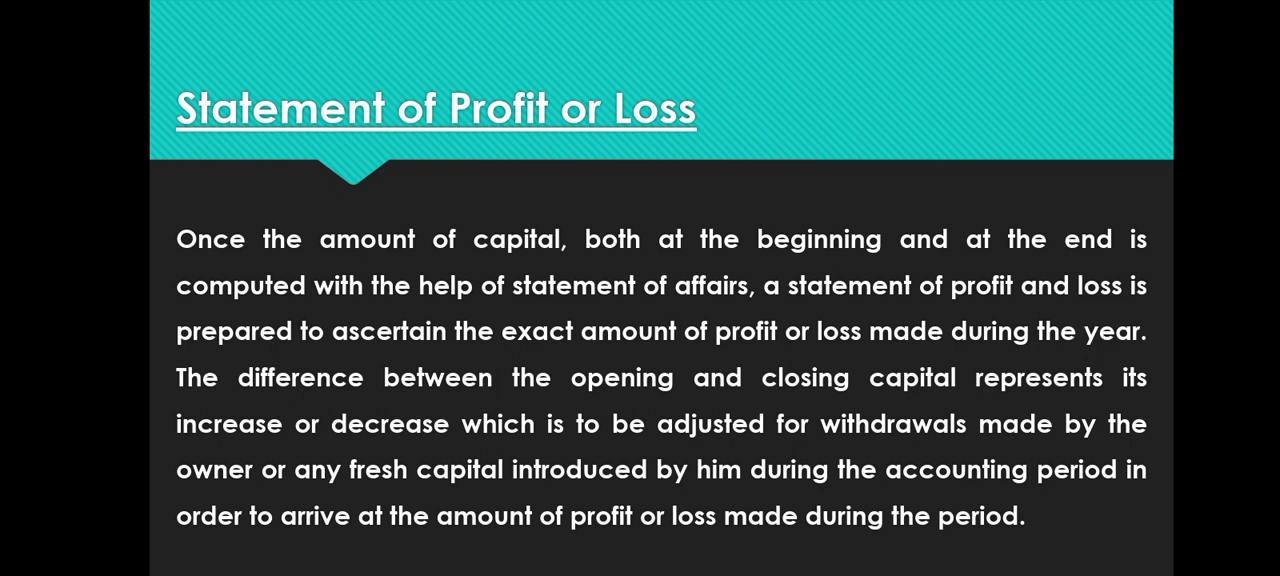 Statement of Profit or Loss
Once the amount of capital, both at the beginning and at the end is
computed with the help of statement of affairs, a statement of profit and loss is
prepared to ascertain the exact amount of profit or loss made during the year.
The difference between the opening and closing capital represents its
increase or decrease which is to be adjusted for withdrawals made by the
owner or any fresh capital introduced by him during the accounting period in
order to arrive at the amount of profit or loss made during the period.